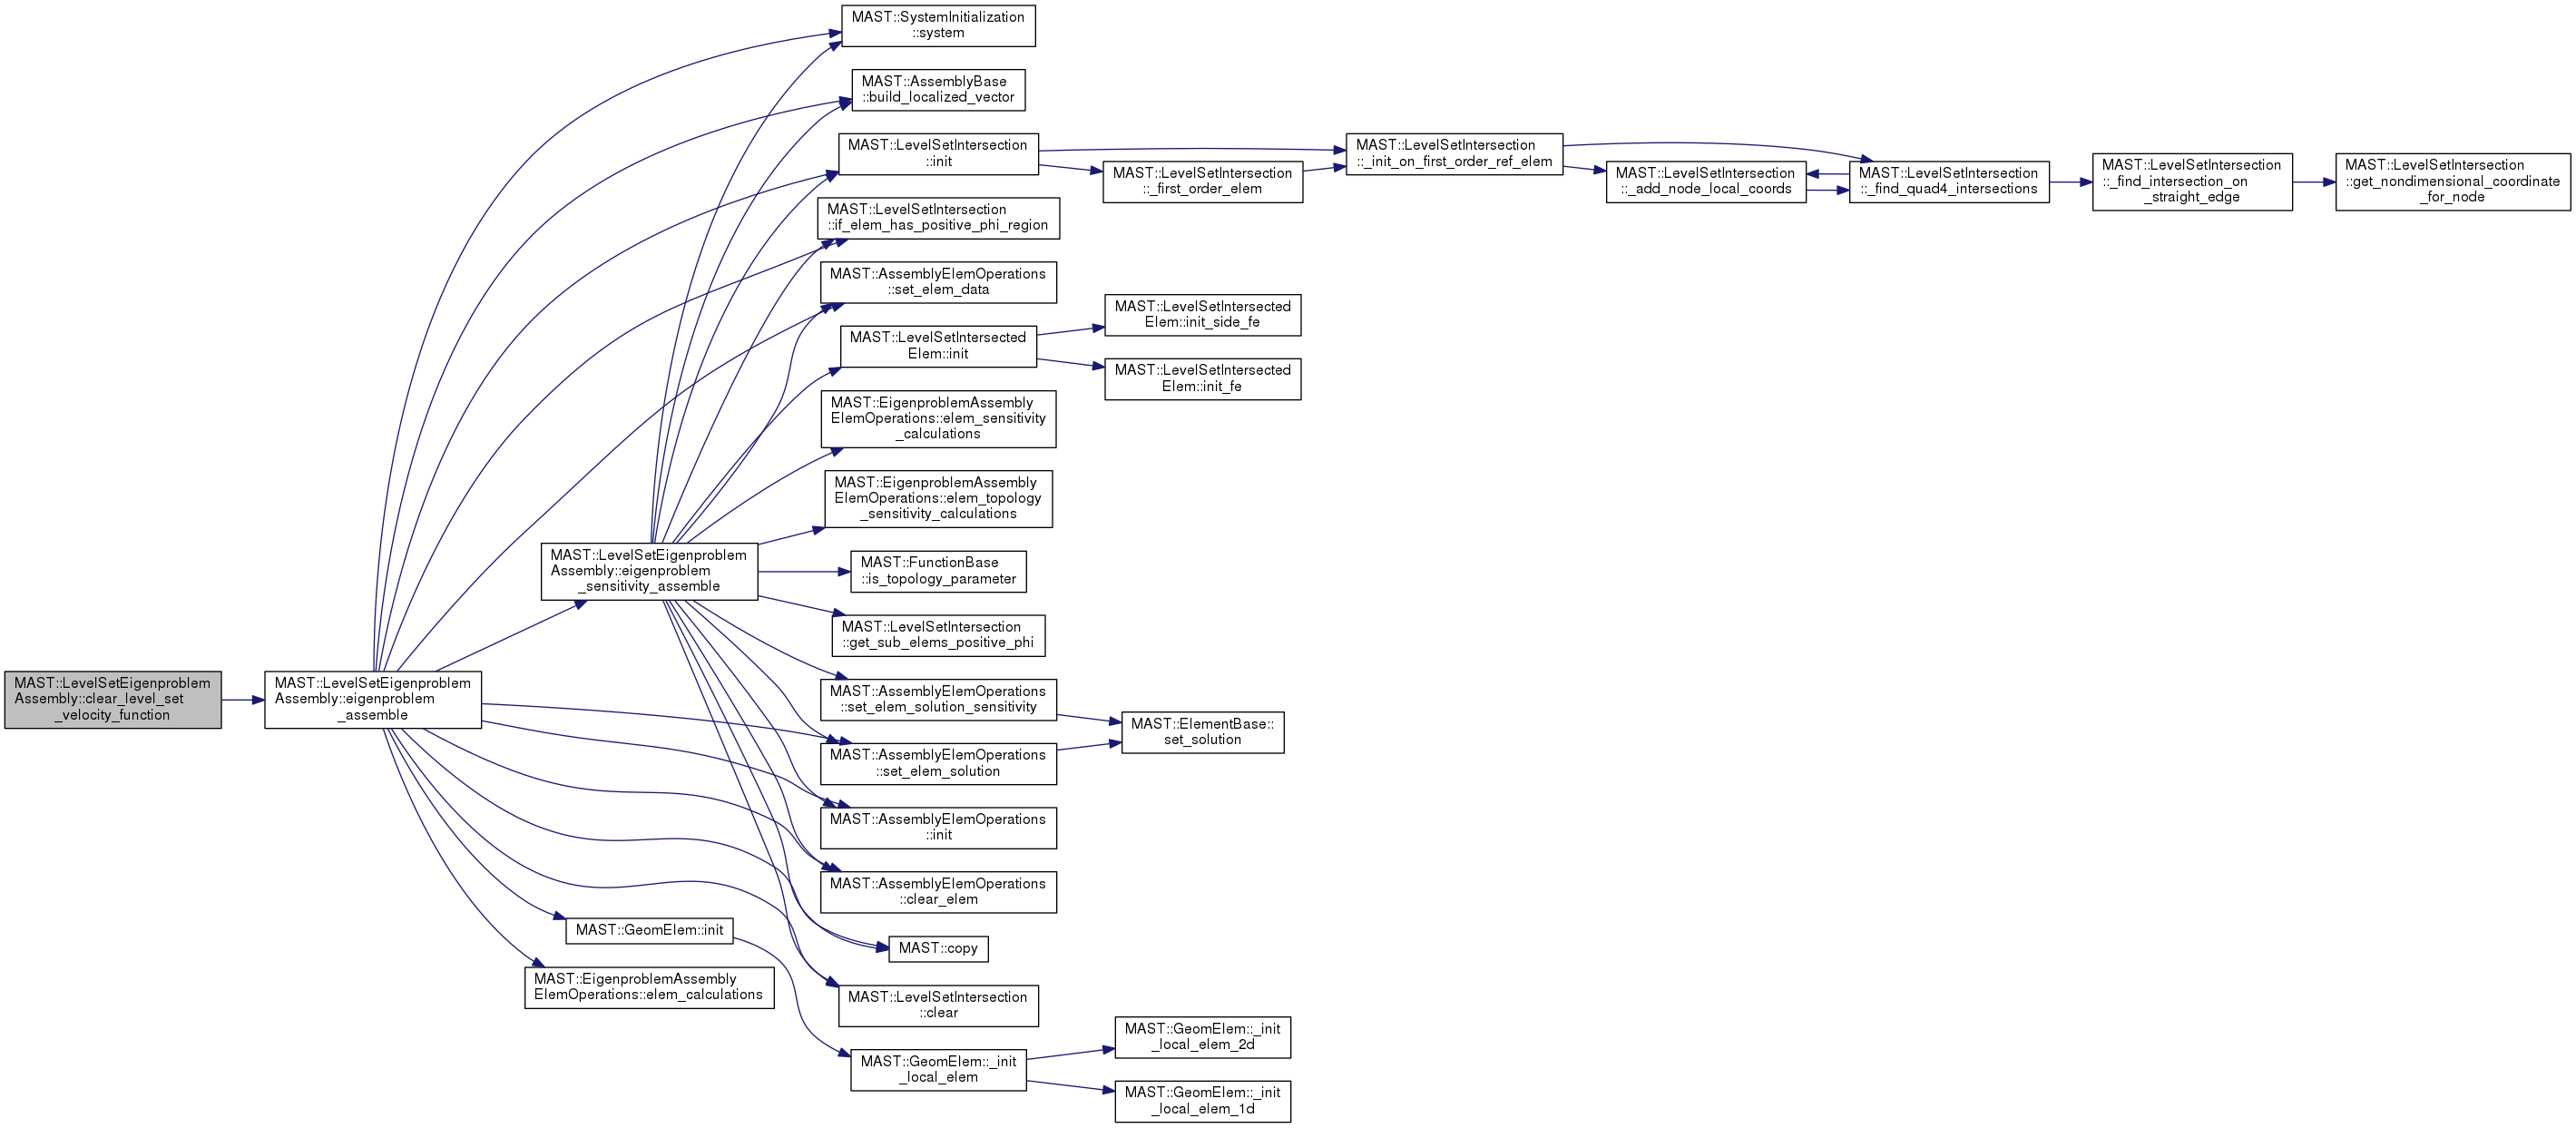 MAST::SystemInitialization
::system
MAST::AssemblyBase
::build_localized_vector
MAST::LevelSetIntersection
::init
MAST::LevelSetIntersection
::_first_order_elem
MAST::LevelSetIntersection
::_init_on_first_order_ref_elem
MAST::LevelSetIntersection
::_add_node_local_coords
MAST::LevelSetIntersection
::_find_quad4_intersections
MAST::LevelSetIntersection
::_find_intersection_on
_straight_edge
MAST::LevelSetIntersection
::get_nondimensional_coordinate
_for_node
MAST::LevelSetIntersection
::if_elem_has_positive_phi_region
MAST::AssemblyElemOperations
::set_elem_data
MAST::LevelSetIntersected
Elem::init
MAST::LevelSetIntersected
Elem::init_side_fe
MAST::LevelSetIntersected
Elem::init_fe
MAST::EigenproblemAssembly
ElemOperations::elem_sensitivity
_calculations
MAST::EigenproblemAssembly
ElemOperations::elem_topology
_sensitivity_calculations
MAST::LevelSetEigenproblem
Assembly::eigenproblem
_sensitivity_assemble
MAST::FunctionBase
::is_topology_parameter
MAST::LevelSetIntersection
::get_sub_elems_positive_phi
MAST::LevelSetEigenproblem
Assembly::clear_level_set
_velocity_function
MAST::LevelSetEigenproblem
Assembly::eigenproblem
_assemble
MAST::AssemblyElemOperations
::set_elem_solution_sensitivity
MAST::ElementBase::
set_solution
MAST::AssemblyElemOperations
::set_elem_solution
MAST::AssemblyElemOperations
::init
MAST::AssemblyElemOperations
::clear_elem
MAST::GeomElem::init
MAST::copy
MAST::EigenproblemAssembly
ElemOperations::elem_calculations
MAST::LevelSetIntersection
::clear
MAST::GeomElem::_init
_local_elem
MAST::GeomElem::_init
_local_elem_2d
MAST::GeomElem::_init
_local_elem_1d